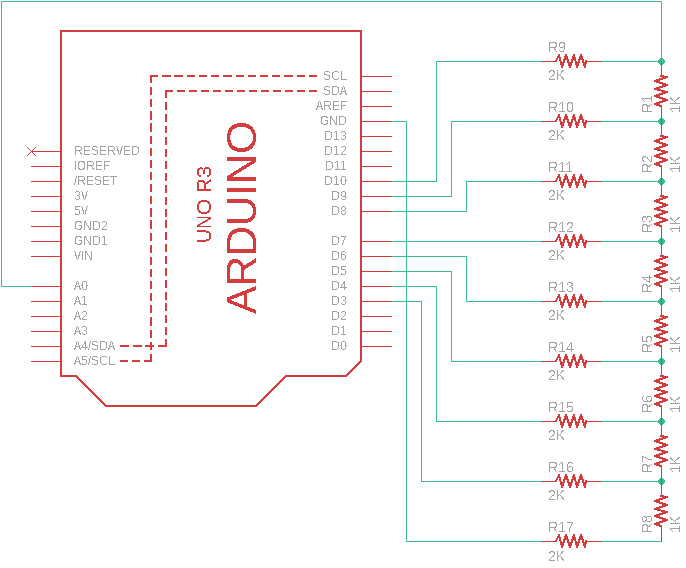 SCL
SDA
AREF
GND
D13
D12
D11
D10
D9
D8
D7
D6
D5
D4
D3
D2
D1
D0
RESERVED
IOREF
/RESET
3V
5V
GND2
GND1
VIN
A0
A1
A2
A3
A4/SDA
A5/SCL
UNO R3
ARDUINO
R9
2K
R10
2K
R11
2K
R12
2K
R13
2K
R14
2K
R15
2K
R16
2K
R17
2K
R1
1K
R2
1K
R3
1K
R4
1K
R5
1K
R6
1K
R7
1K
R8
1K